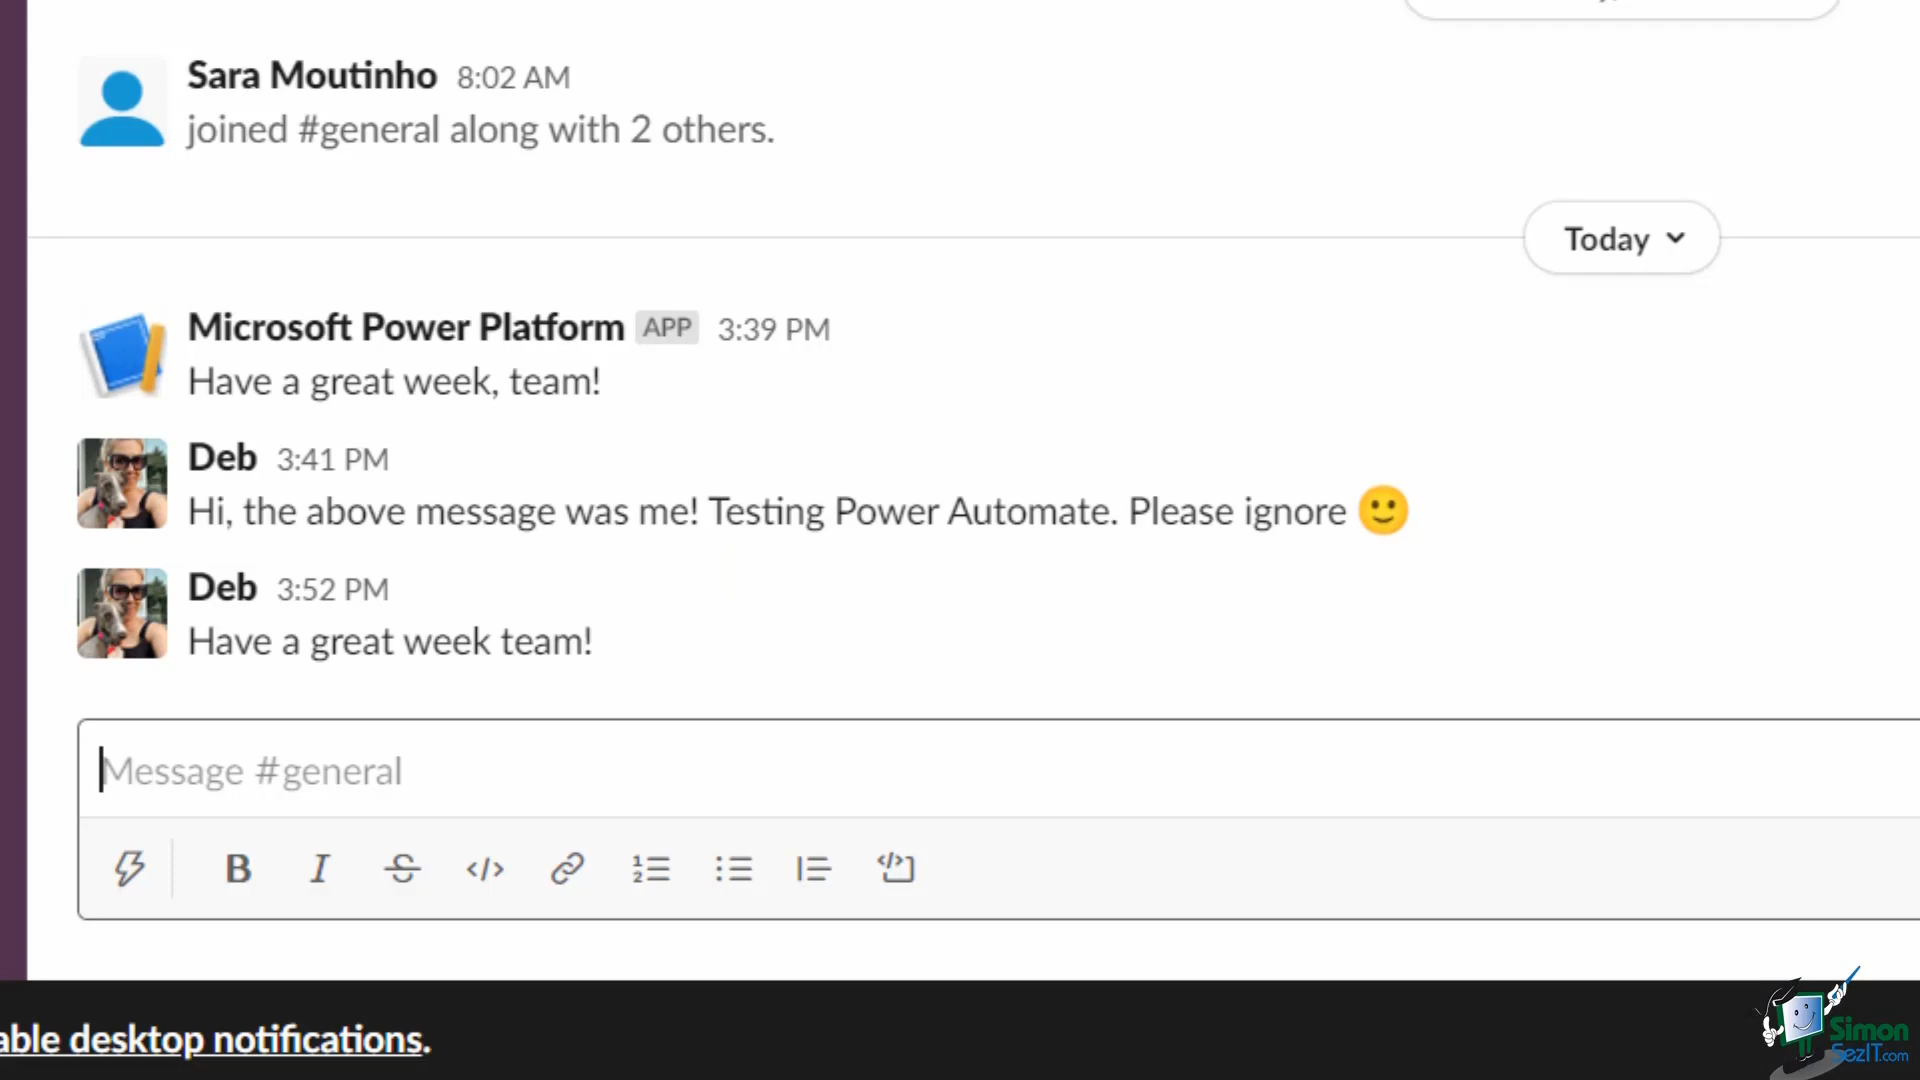 Sara Moutinho 8:02 AM
joined #general along with 2 others.
Today
Microsoft Power Platform APP 3:39 PM
Have a great week, team!
Deb 3:41 PM
Hi, the above message was me! Testing Power Automate. Please ignore
Deb 3:52 PM
Have a great week team!
Message #general
able desktop notifications.
Simon
SezIT.com